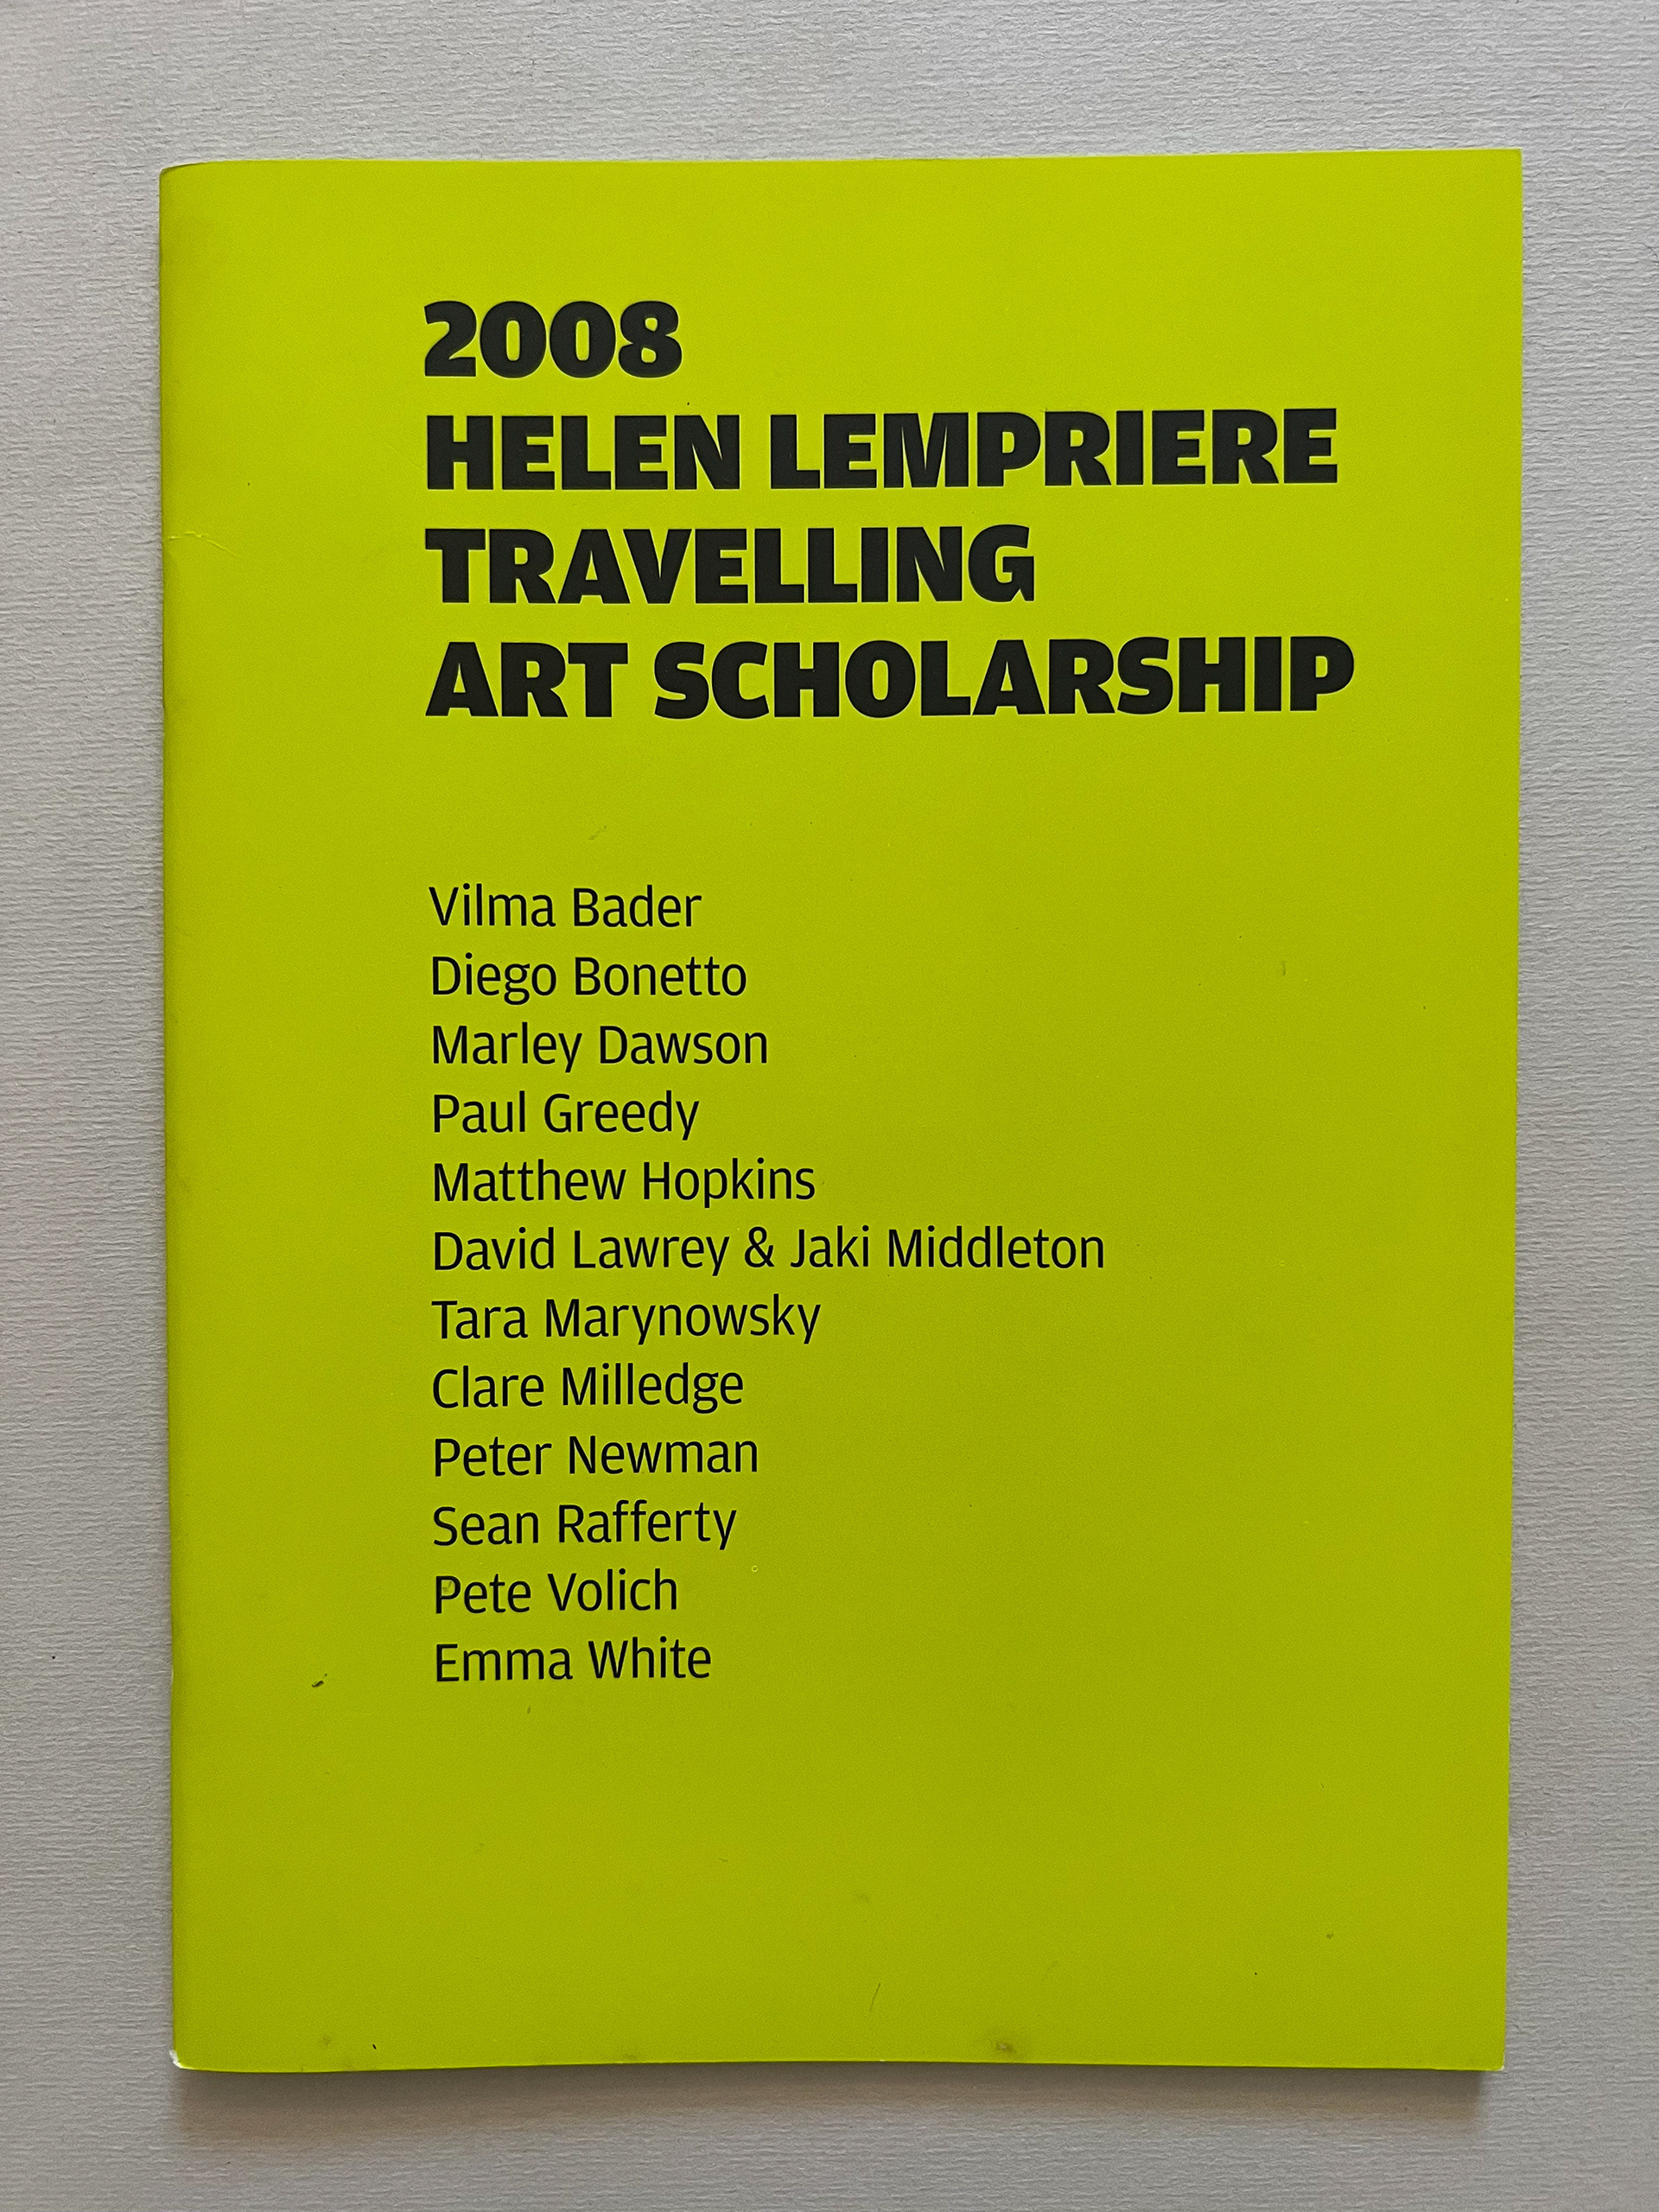 2008
HELEN LEMPRIERE
TRAVELLING
ART SCHOLARSHIP
Vilma Bader
Diego Bonetto
Marley Dawson
Paul Greedy
Matthew Hopkins
David Lawrey & Jaki Middleton
Tara Marynowsky
Clare Milledge
Peter Newman
Sean Rafferty
Pete Volich
Emma White